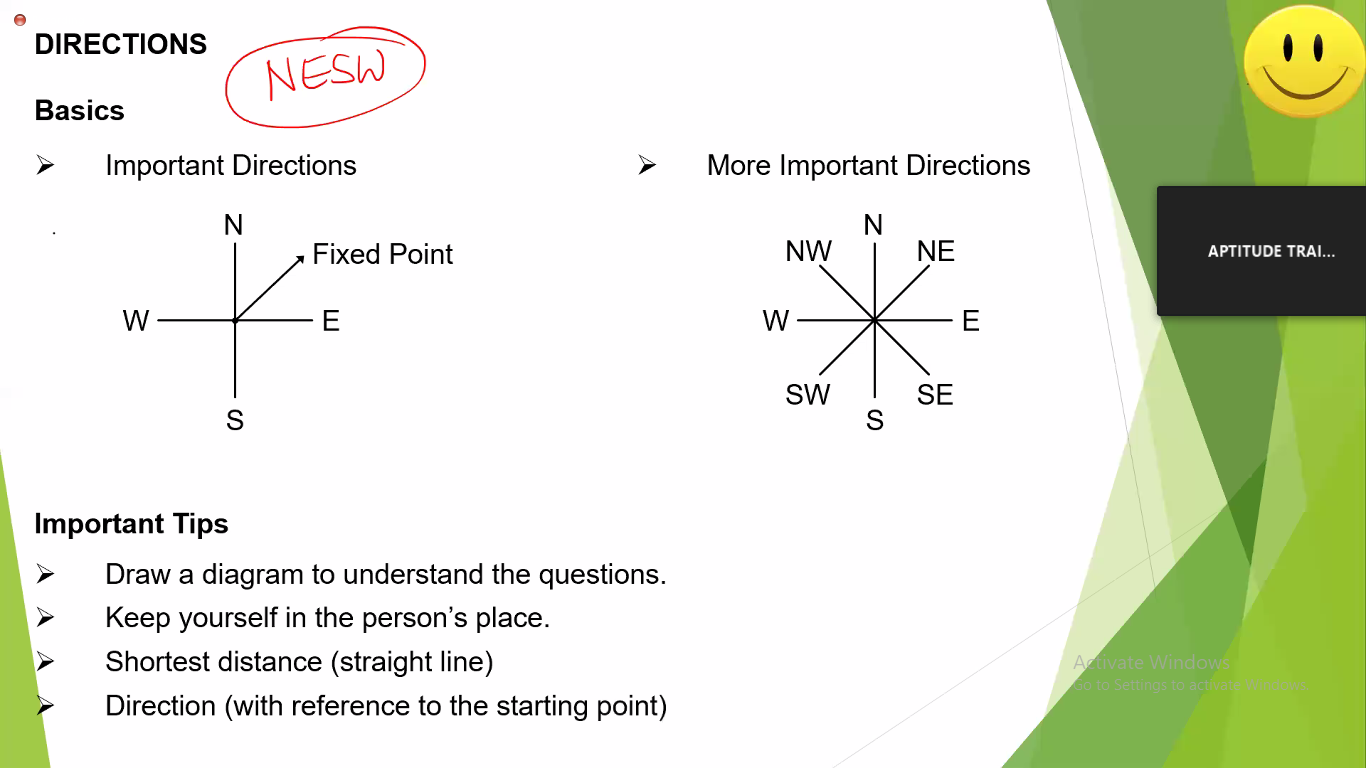 DIRECTIONS
NESW
Basics
Important Directions
More Important Directions
N
Fixed Point
W
E
S
N
NW
NE
W
E
SW
SE
S
APTITUDE TRAI...
Important Tips
Draw a diagram to understand the questions.
Keep yourself in the person’s place.
Shortest distance (straight line)
Direction (with reference to the starting point)
Activate Windows
Go to Settings to activate Windows.